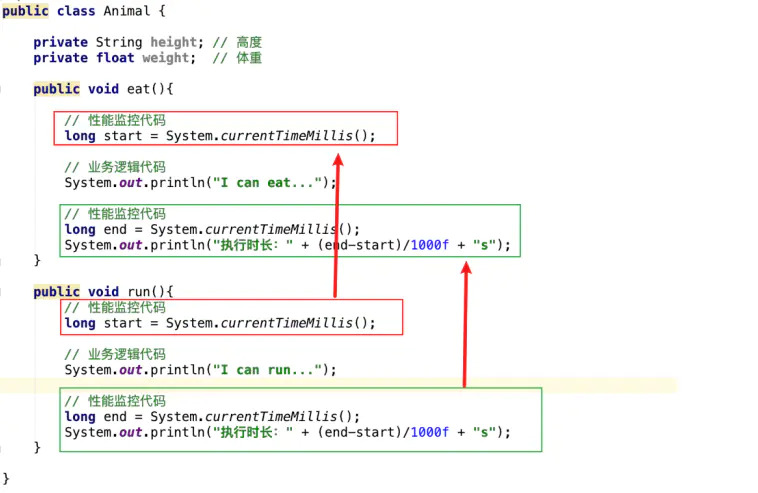 public class Animal {
private String height; // 高度
private float weight;  // 体重
public void eat(){
// 性能监控代码
long start = System.currentTimeMillis();
// 业务逻辑代码
System.out.println("I can eat...");
// 性能监控代码
long end = System.currentTimeMillis();
System.out.println("执行时长：" + (end-start)/1000f + "s");
}
public void run(){
// 性能监控代码
long start = System.currentTimeMillis();
// 业务逻辑代码
System.out.println("I can run...");
// 性能监控代码
long end = System.currentTimeMillis();
System.out.println("执行时长：" + (end-start)/1000f + "s");
}
}